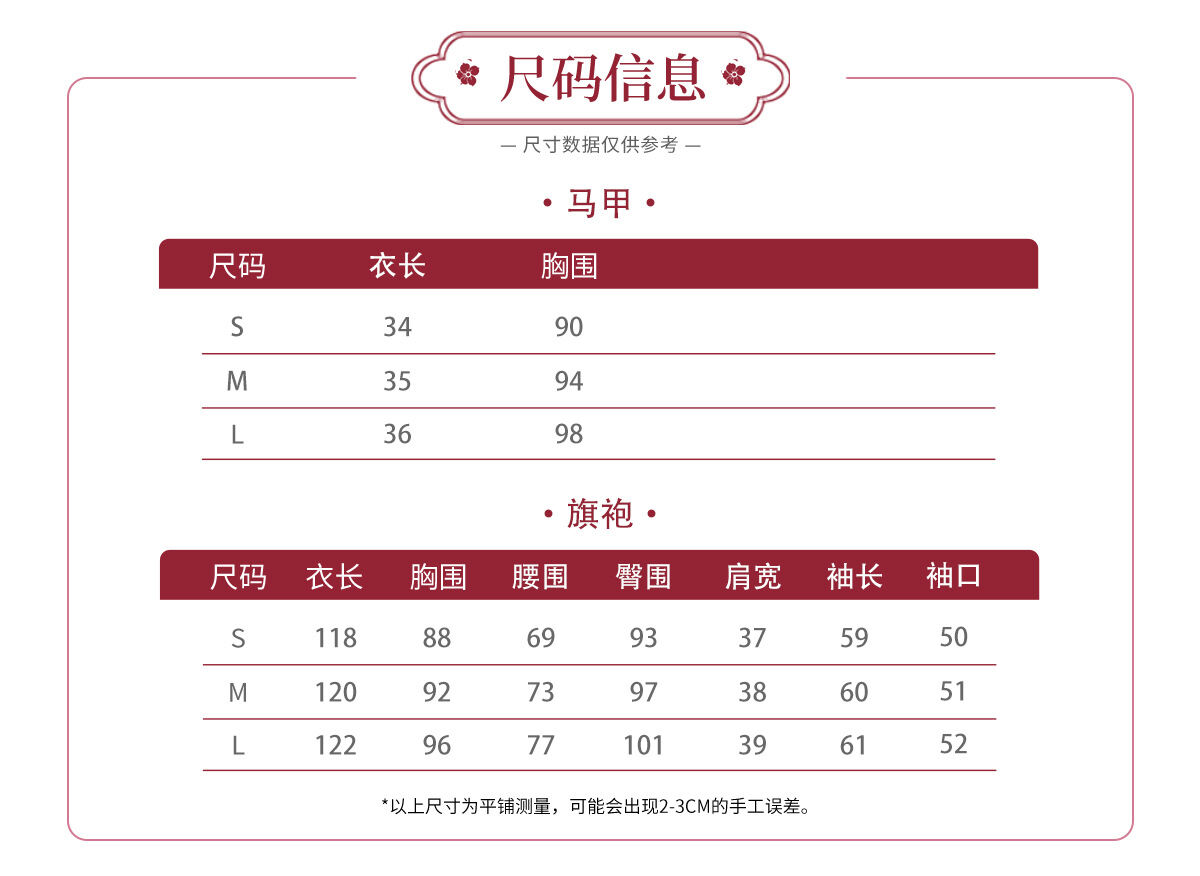 尺码信息
— 尺寸数据仅供参考 —
• 马甲 •
尺码 衣长 胸围
S 34 90
M 35 94
L 36 98
• 旗袍 •
尺码 衣长 胸围 腰围 臀围 肩宽 袖长 袖口
S 118 88 69 93 37 59 50
M 120 92 73 97 38 60 51
L 122 96 77 101 39 61 52
*以上尺寸为平铺测量，可能会出现2-3CM的手工误差。